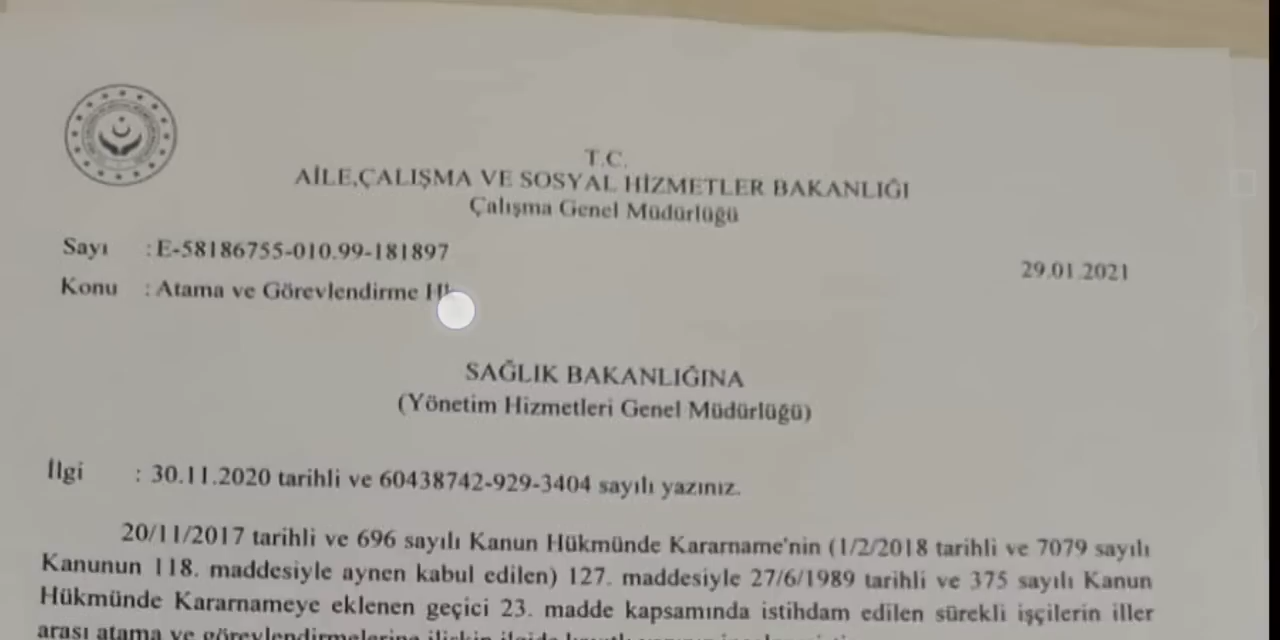 T.C.
AİLE,ÇALIŞMA VE SOSYAL HİZMETLER BAKANLIĞI
Çalışma Genel Müdürlüğü
Sayı : E-58186755-010.99-181897
29.01.2021
Konu : Atama ve Görevlendirme
SAĞLIK BAKANLIĞINA
(Yönetim Hizmetleri Genel Müdürlüğü)
İlgi : 30.11.2020 tarihli ve 60438742-929-3404 sayılı yazınız.
20/11/2017 tarihli ve 696 sayılı Kanun Hükmünde Kararname'nin (1/2/2018 tarihli ve 7079 sayılı
Kanunun 118. maddesiyle aynen kabul edilen) 127. maddesiyle 27/6/1989 tarihli ve 375 sayılı Kanun
Hükmünde Kararnameye eklenen geçici 23. madde kapsamında istihdam edilen sürekli işçilerin iller
arası atama ve görevlendirmelerine